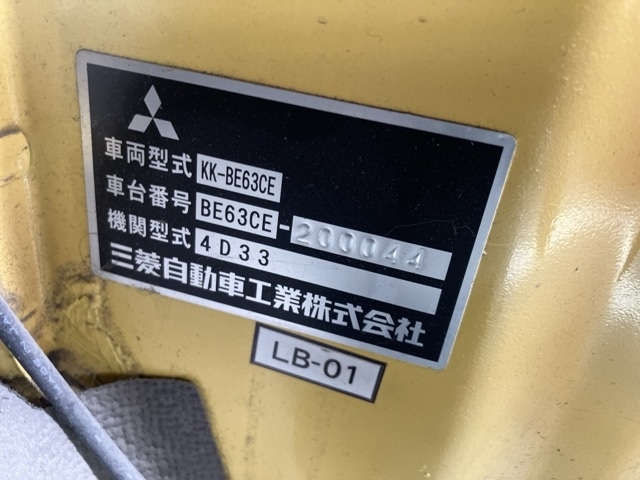 車両型式 KK-BE63CE
車台番号 BE63CE-200044
機関型式 4D33
三菱自動車工業株式会社
LB-01